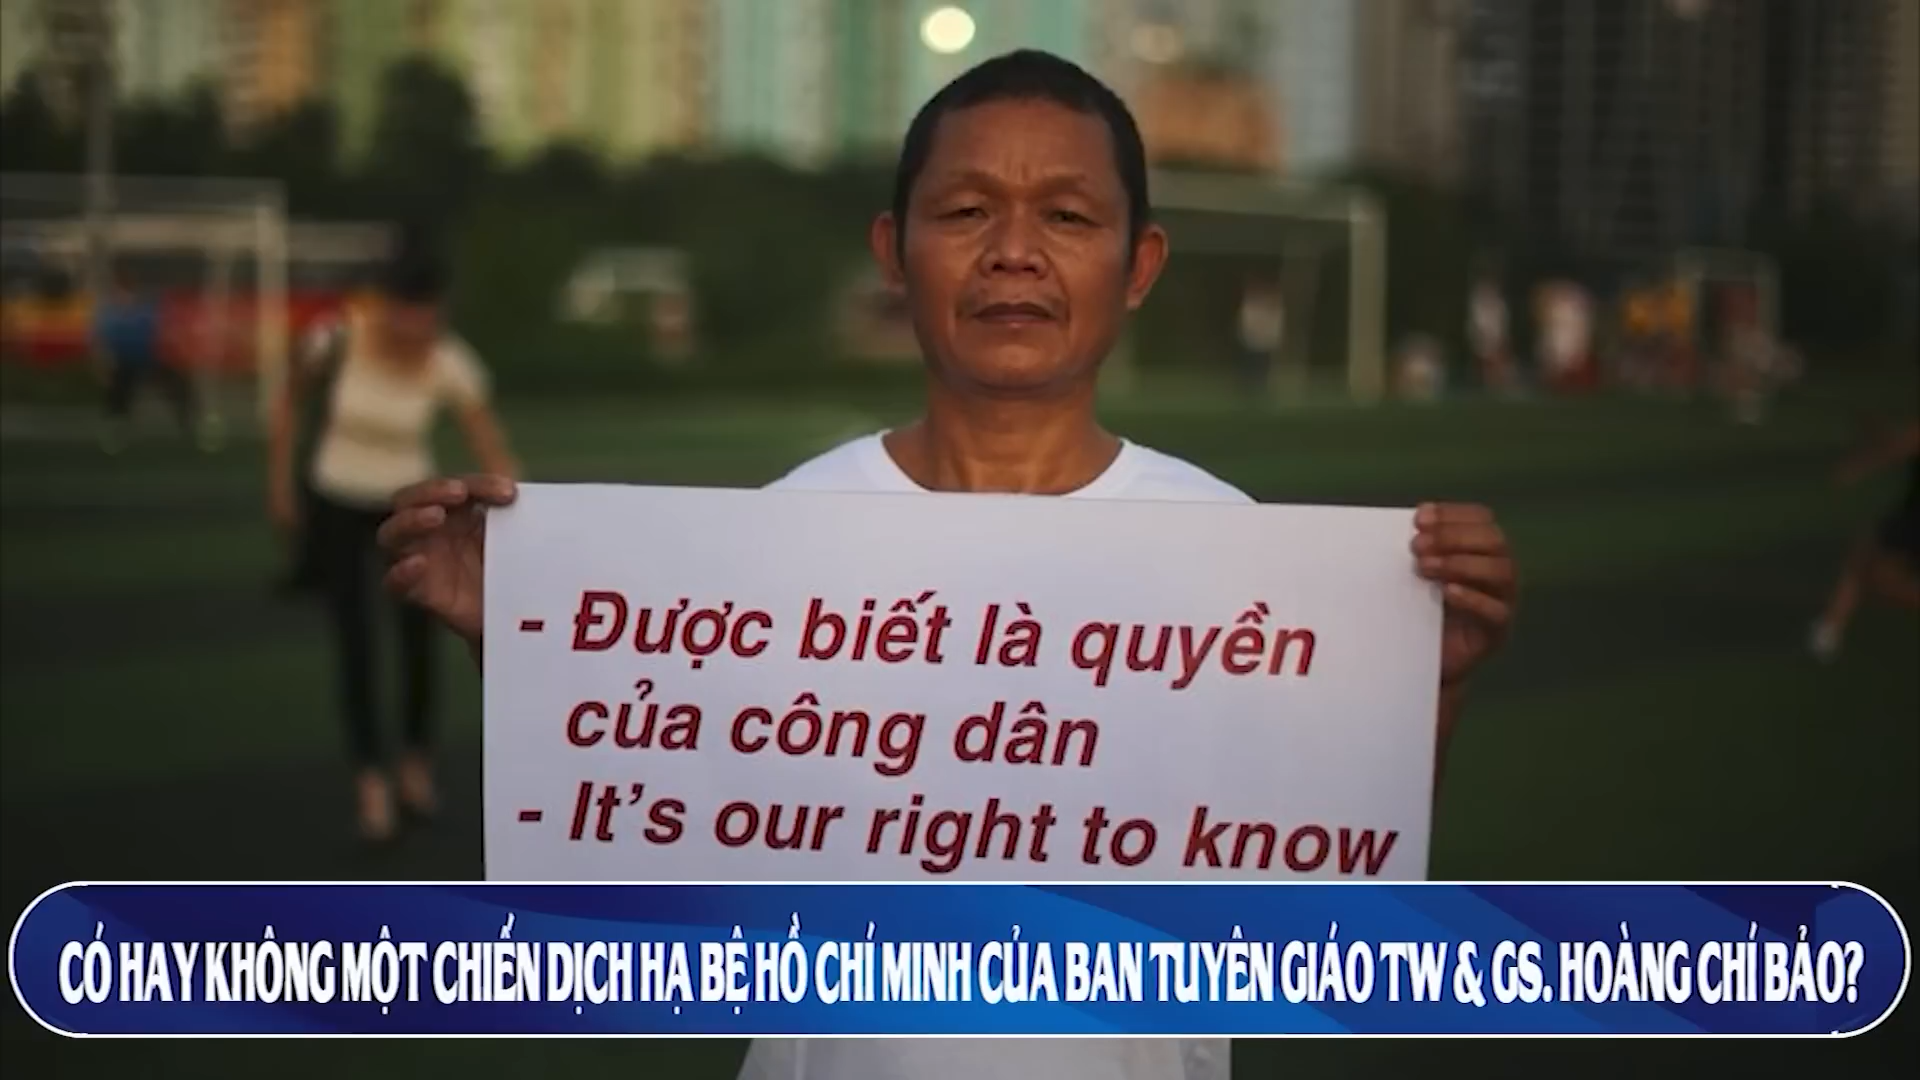 - Được biết là quyền
của công dân
- It's our right to know
CÓ HAY KHÔNG MỘT CHIẾN DỊCH HẠ BỆ HỒ CHÍ MINH CỦA BAN TUYÊN GIÁO TW & GS. HOÀNG CHÍ BẢO?